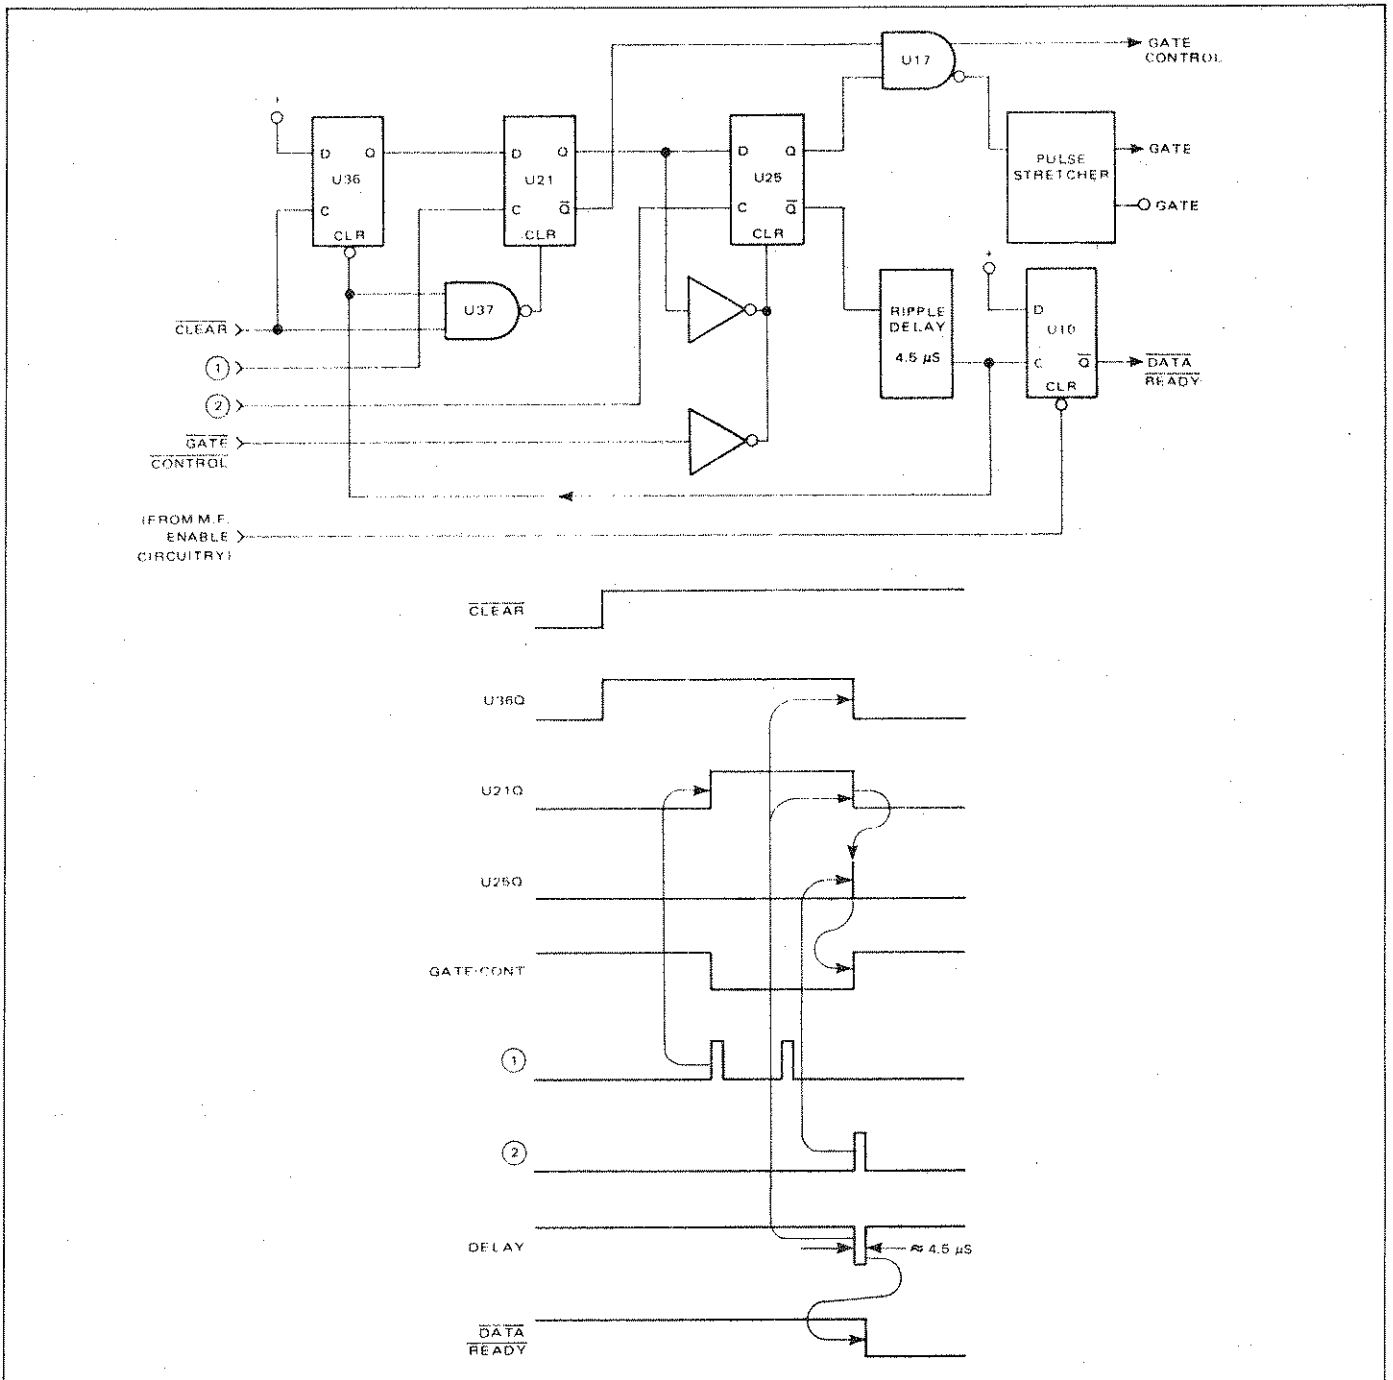 U17
GATE
CONTROL
+
D Q
U36
C
CLR
D Q
U21
C Q̅
CLR
D Q
U25
C Q̅
CLR
PULSE
STRETCHER
GATE
GATE
+
U37
RIPPLE
DELAY
4.5 µS
D
U10
C Q̅
CLR
DATA
READY
CLEAR
1
2
GATE
CONTROL
(FROM M.F.
ENABLE
CIRCUITRY)
CLEAR
U36Q
U21Q
U25Q
GATE-CONT
1
2
DELAY
≈ 4.5 µS
DATA
READY